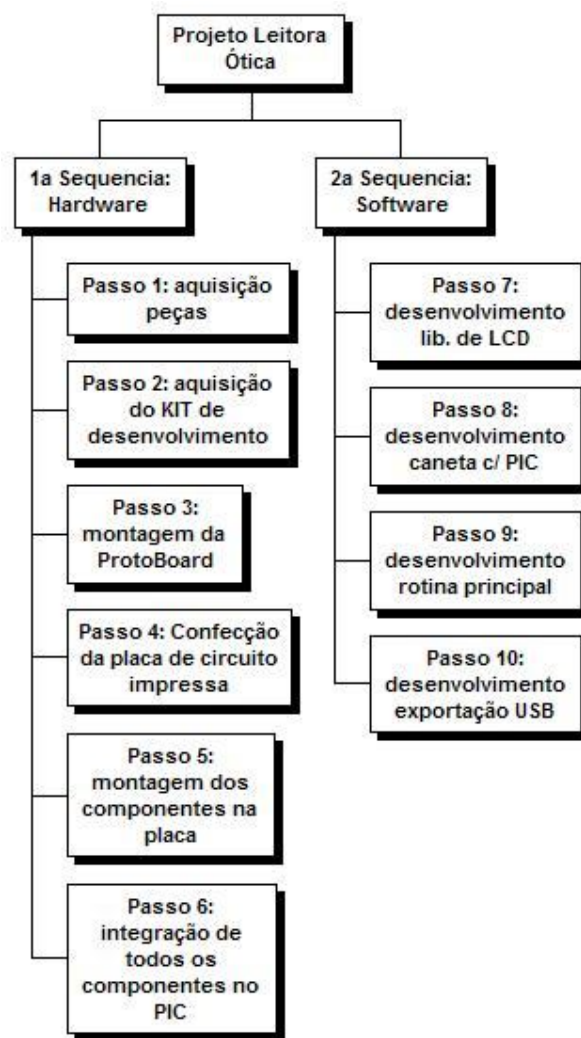 Projeto Leitora
Ótica
1a Sequencia:
Hardware
Passo 1: aquisição
peças
Passo 2: aquisição
do KIT de
desenvolvimento
Passo 3:
montagem da
ProtoBoard
Passo 4: Confecção
da placa de circuito
impressa
Passo 5:
montagem dos
componentes na
placa
Passo 6:
integração de
todos os
componentes no
PIC
2a Sequencia:
Software
Passo 7:
desenvolvimento
lib. de LCD
Passo 8:
desenvolvimento
caneta c/ PIC
Passo 9:
desenvolvimento
rotina principal
Passo 10:
desenvolvimento
exportação USB